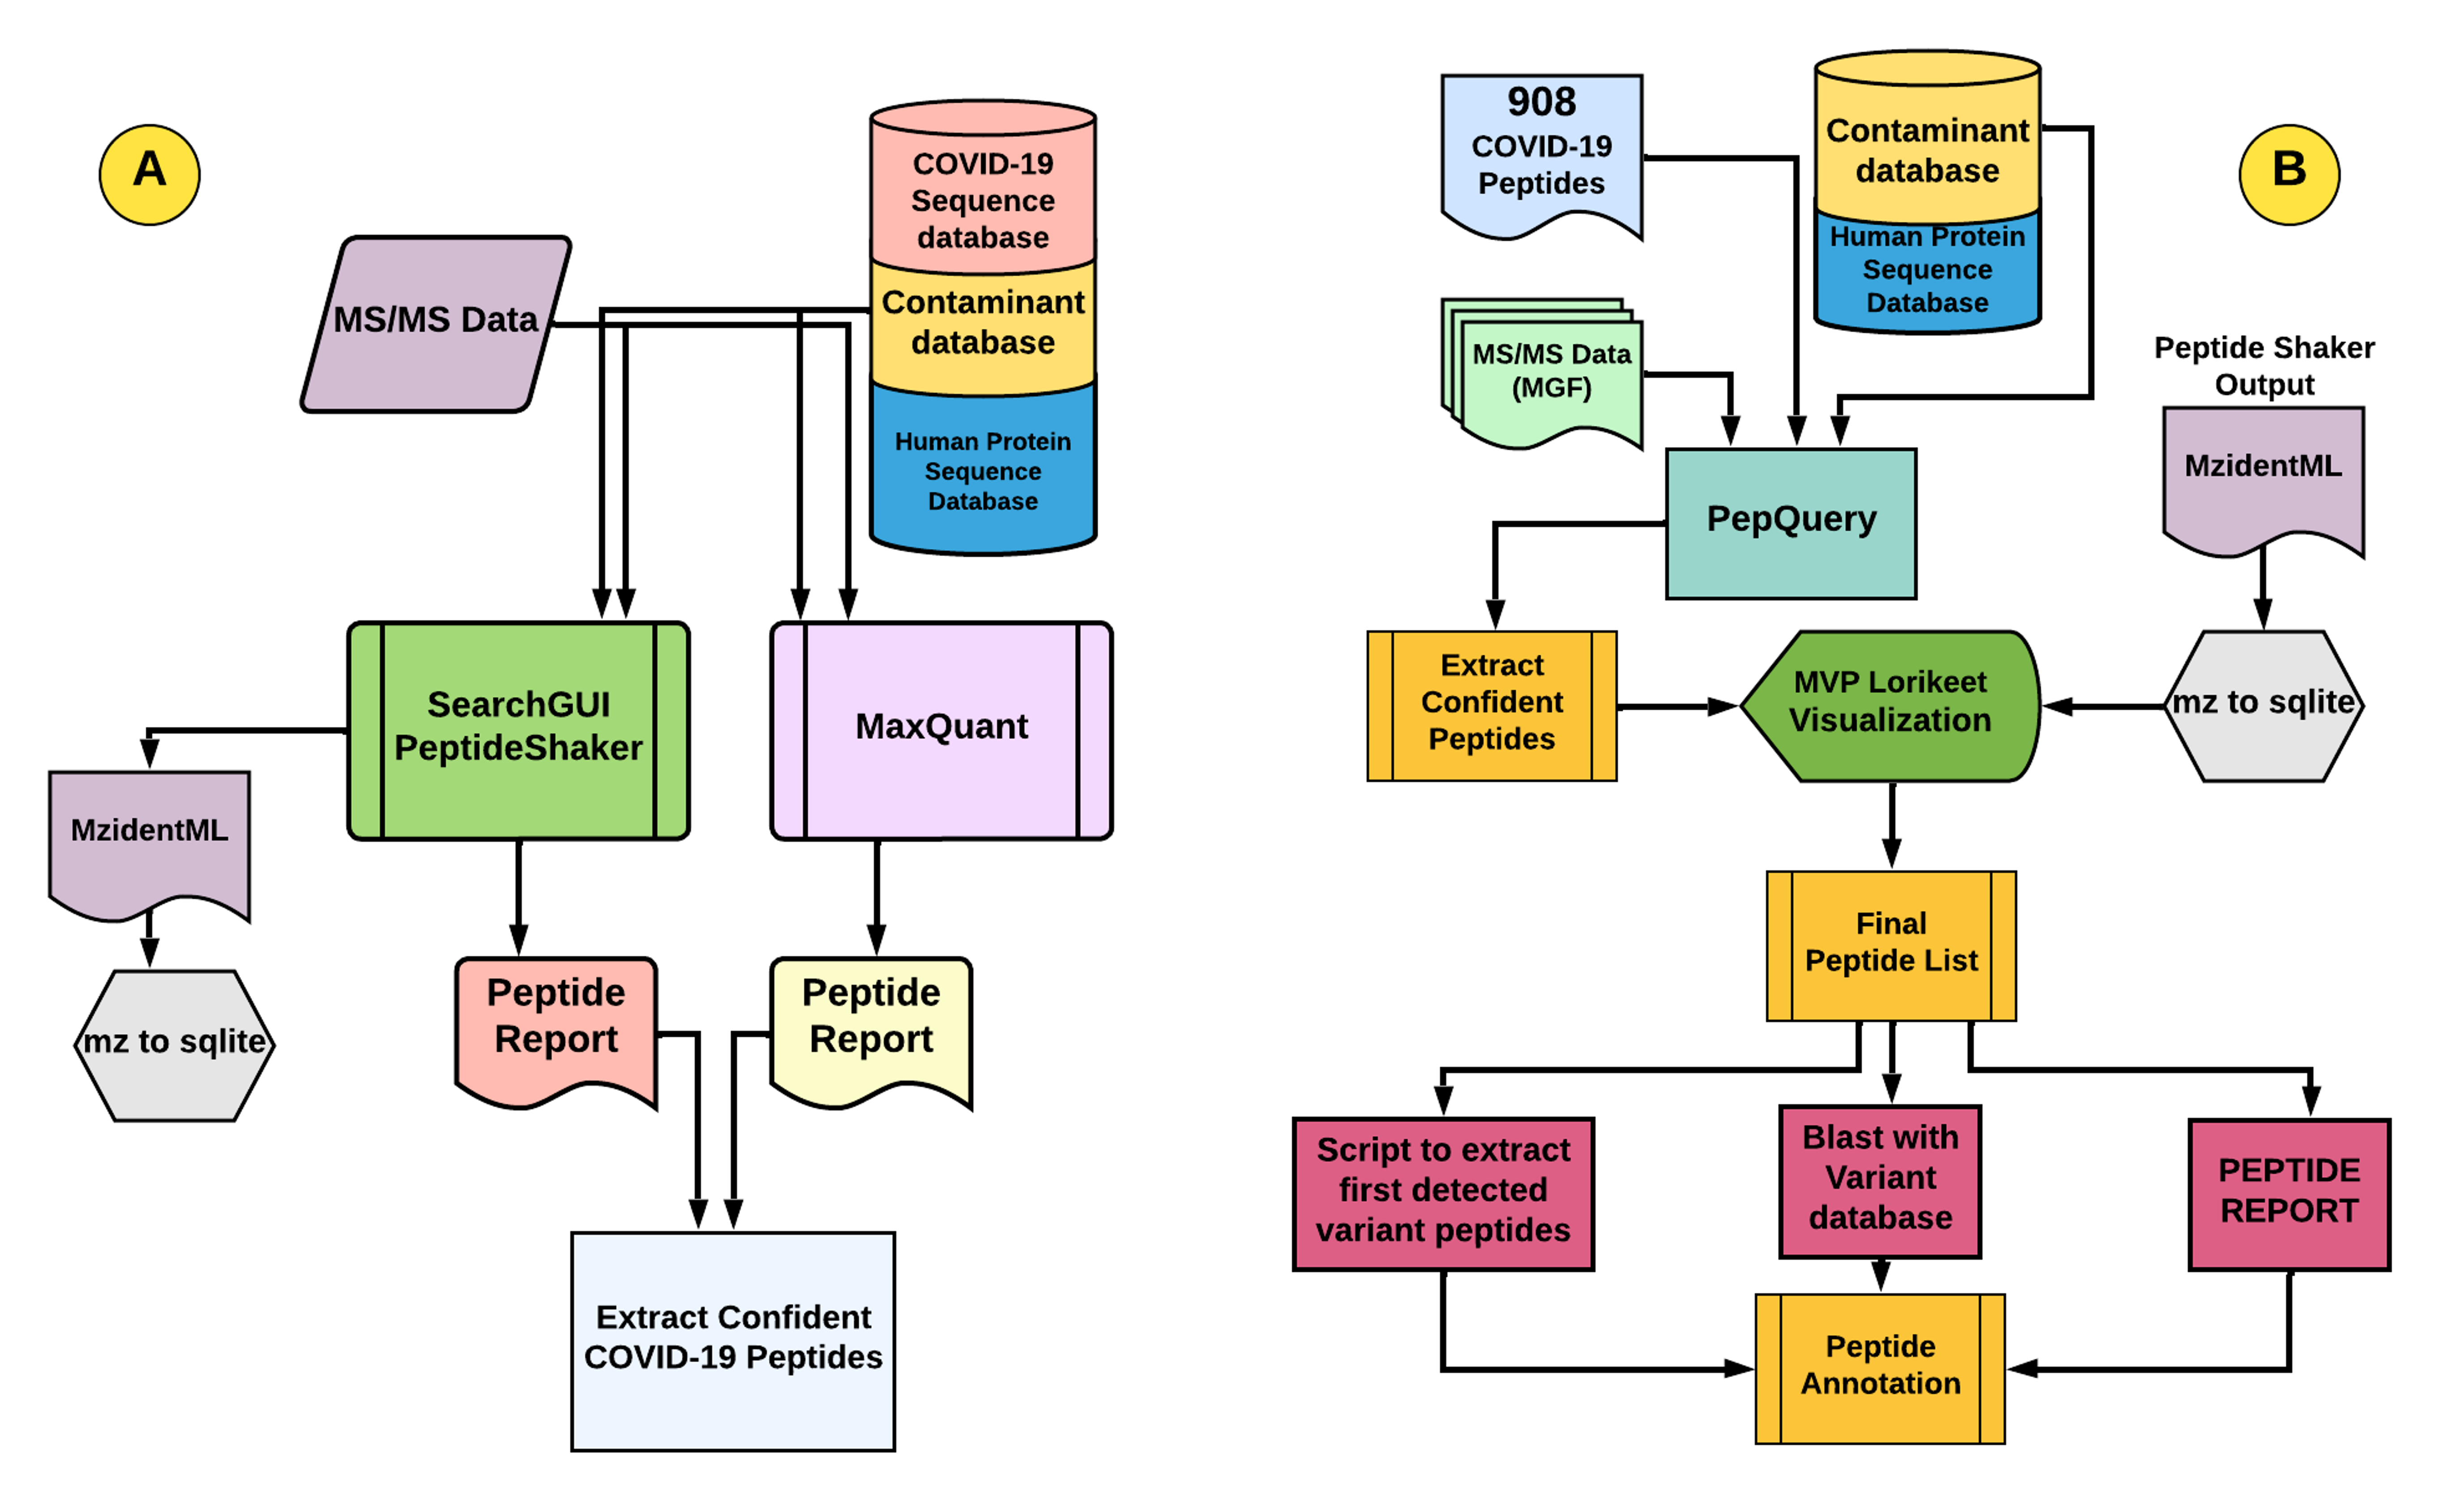 A
COVID-19
Sequence
database
Contaminant
database
Human Protein
Sequence
Database
MS/MS Data
SearchGUI
PeptideShaker
MaxQuant
MzidentML
mz to sqlite
Peptide
Report
Peptide
Report
Extract Confident
COVID-19 Peptides
B
908
COVID-19
Peptides
Contaminant
database
Human Protein
Sequence
Database
MS/MS Data
(MGF)
Peptide Shaker
Output
MzidentML
PepQuery
Extract
Confident
Peptides
MVP Lorikeet
Visualization
mz to sqlite
Final
Peptide List
Script to extract
first detected
variant peptides
Blast with
Variant
database
PEPTIDE
REPORT
Peptide
Annotation